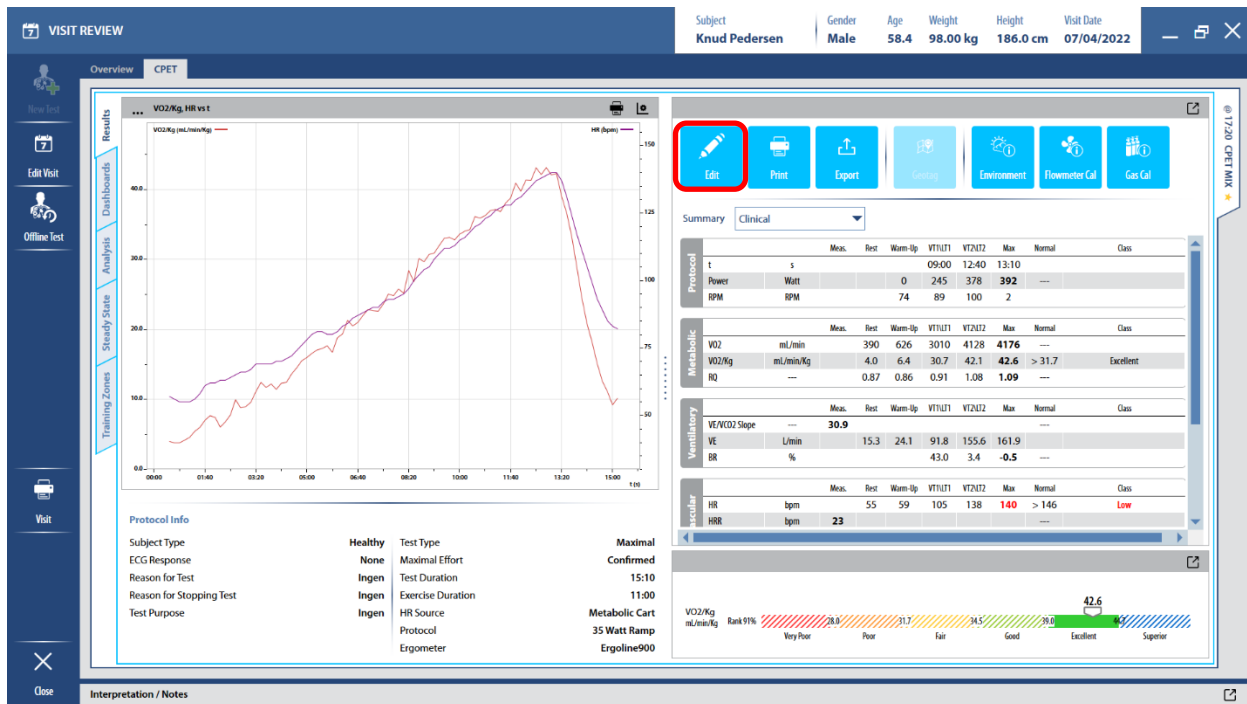 VISIT REVIEW
Subject Gender Age Weight Height Visit Date
Knud Pedersen Male 58.4 98.00 kg 186.0 cm 07/04/2022
New Test
Edit Visit
Offline Test
Visit
Close
Overview CPET
Results
Dashboards
Analysis
Steady State
Training Zones
... VO2/Kg, HR vs t
VO2/Kg (mL/min/Kg) HR (bpm)
40.0
30.0
20.0
10.0
0.0
150
125
100
75
50
00:00 01:40 03:20 05:00 06:40 08:20 10:00 11:40 13:20 15:00
t (s)
Protocol Info
Subject Type Healthy Test Type Maximal
ECG Response None Maximal Effort Confirmed
Reason for Test Ingen Test Duration 15:10
Reason for Stopping Test Ingen Exercise Duration 11:00
Test Purpose Ingen HR Source Metabolic Cart
Protocol 35 Watt Ramp
Ergometer Ergoline900
Edit Print Export Geotag Environment Flowmeter Cal Gas Cal
Summary Clinical
Protocol
Meas. Rest Warm-Up VT1\LT1 VT2\LT2 Max Normal Class
t s 09:00 12:40 13:10
Power Watt 0 245 378 392 ---
RPM RPM 74 89 100 2
Metabolic
Meas. Rest Warm-Up VT1\LT1 VT2\LT2 Max Normal Class
VO2 mL/min 390 626 3010 4128 4176 ---
VO2/Kg mL/min/Kg 4.0 6.4 30.7 42.1 42.6 > 31.7 Excellent
RQ --- 0.87 0.86 0.91 1.08 1.09 ---
Ventilatory
Meas. Rest Warm-Up VT1\LT1 VT2\LT2 Max Normal Class
VE/VCO2 Slope --- 30.9 ---
VE L/min 15.3 24.1 91.8 155.6 161.9
BR % 43.0 3.4 -0.5 ---
Meas. Rest Warm-Up VT1\LT1 VT2\LT2 Max Normal Class
HR bpm 55 59 105 138 140 > 146 Low
HRR bpm 23 ---
42.6
VO2/Kg
mL/min/Kg Rank 91% 28.0 31.7 34.5 39.0
Very Poor Poor Fair Good Excellent Superior
@ 17:20 CPET MIX
Interpretation / Notes